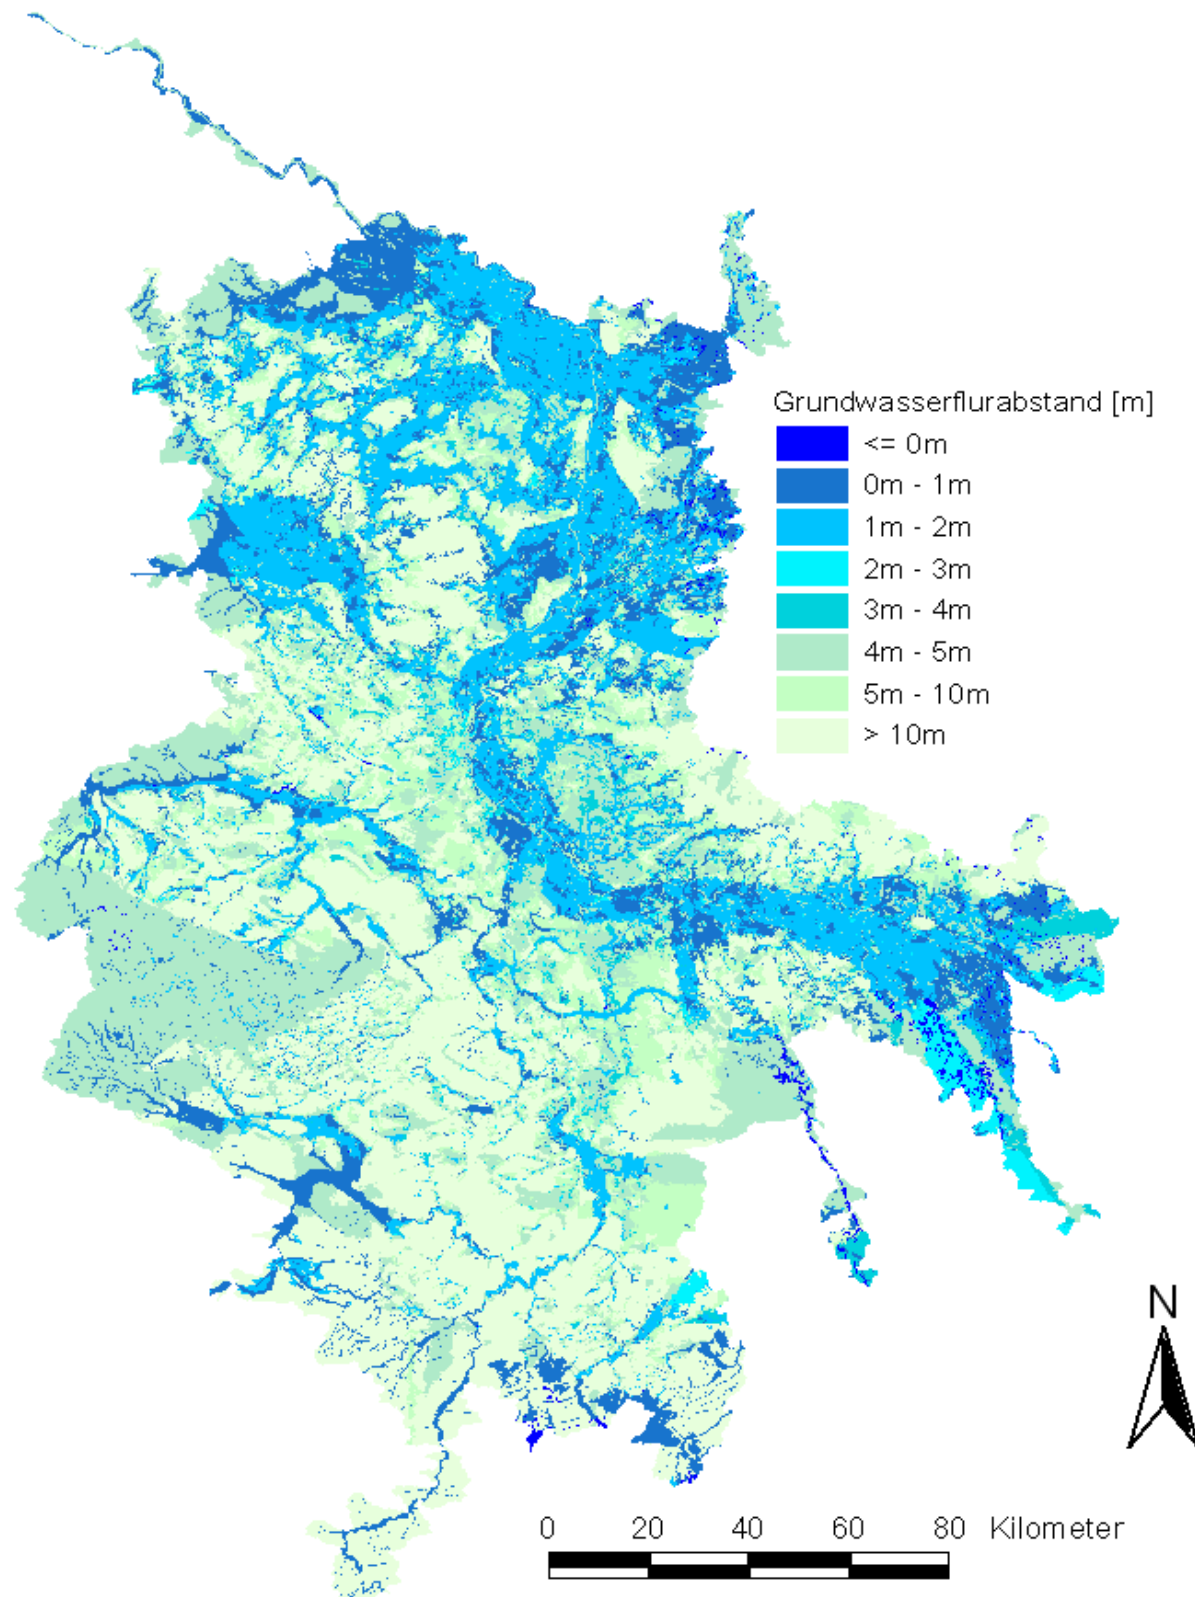 Grundwasserflurabstand [m]
<= 0m
0m - 1m
1m - 2m
2m - 3m
3m - 4m
4m - 5m
5m - 10m
> 10m
N
0 20 40 60 80 Kilometer